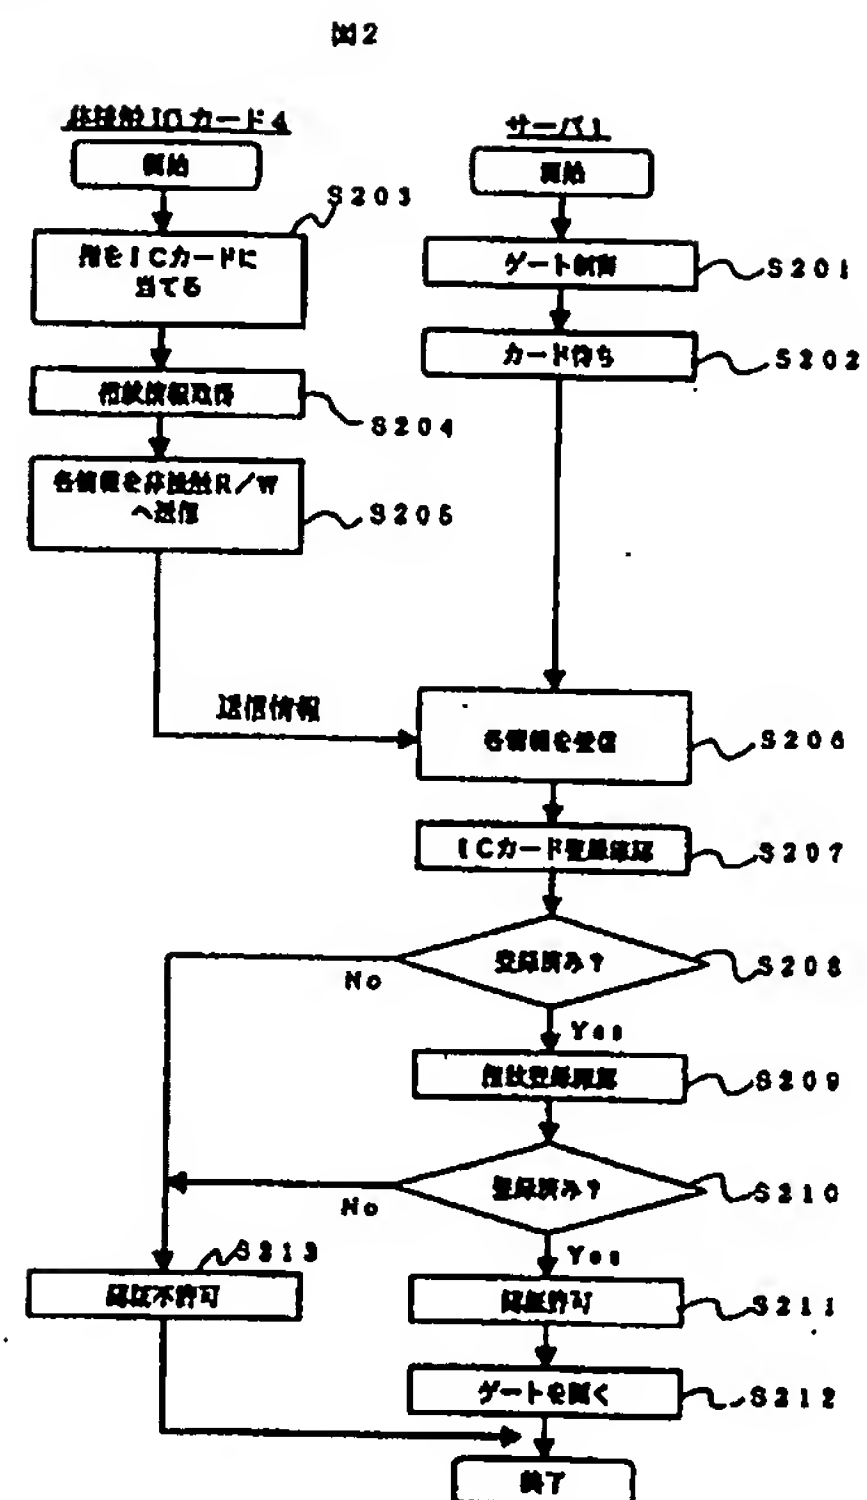 図2
非接触ICカード4
開始
S203
指をICカードに
当てる
指紋情報取得
S204
各情報を非接触R/W
へ送信
S205
サーバ1
開始
ゲート制御
S201
カード待ち
S202
送信情報
各情報を受信
S206
ICカード登録確認
S207
登録済み?
S208
No
Yes
指紋登録確認
S209
登録済み?
S210
No
Yes
S213
認証不許可
認証許可
S211
ゲートを開く
S212
終了